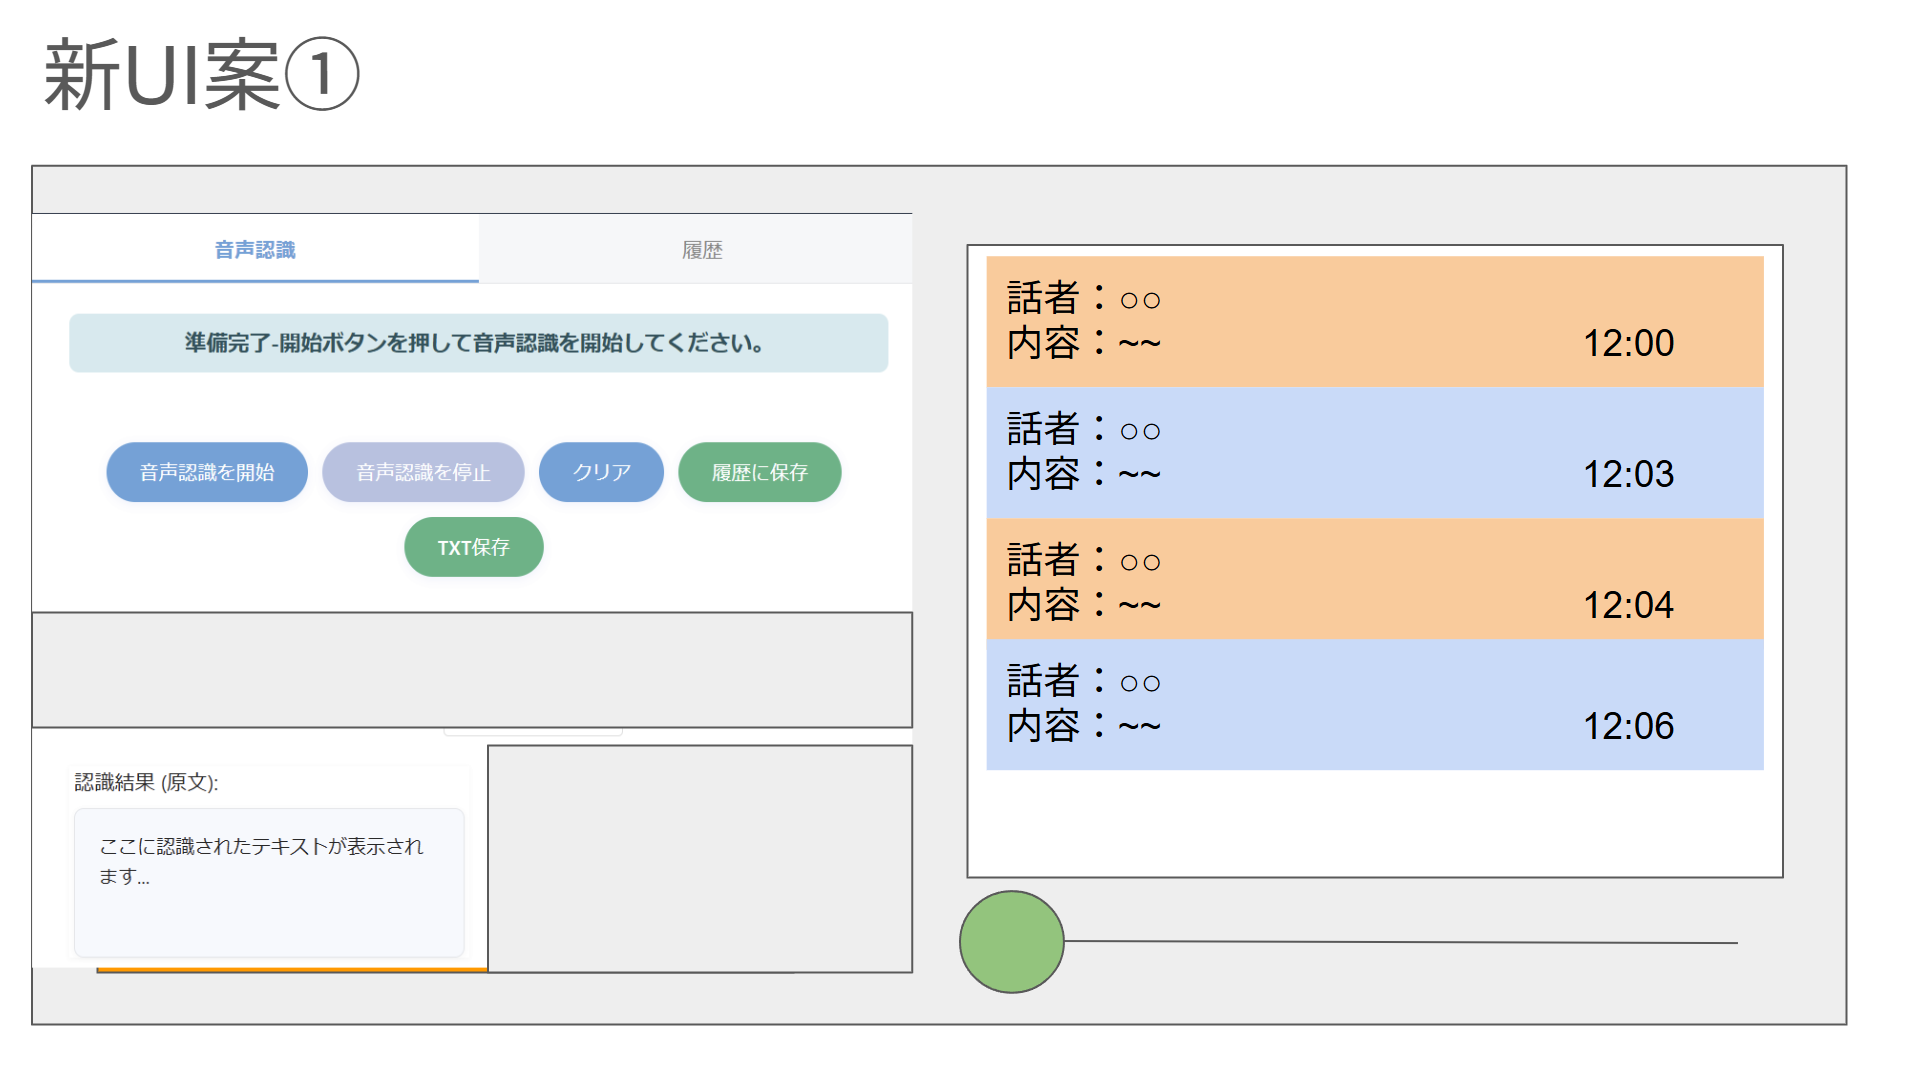 新UI案①
音声認識
履歴
準備完了-開始ボタンを押して音声認識を開始してください。
音声認識を開始
音声認識を停止
クリア
履歴に保存
TXT保存
認識結果 (原文):
ここに認識されたテキストが表示され
ます...
話者：○○
内容：~~
12:00
話者：○○
内容：~~
12:03
話者：○○
内容：~~
12:04
話者：○○
内容：~~
12:06